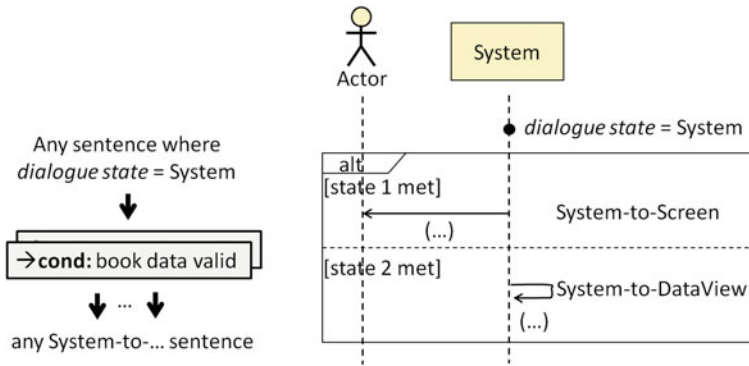 Any sentence where
dialogue state = System
→cond: book data valid
...
any System-to-... sentence
Actor
System
dialogue state = System
alt
[state 1 met]
System-to-Screen
(...)
[state 2 met]
System-to-DataView
(...)